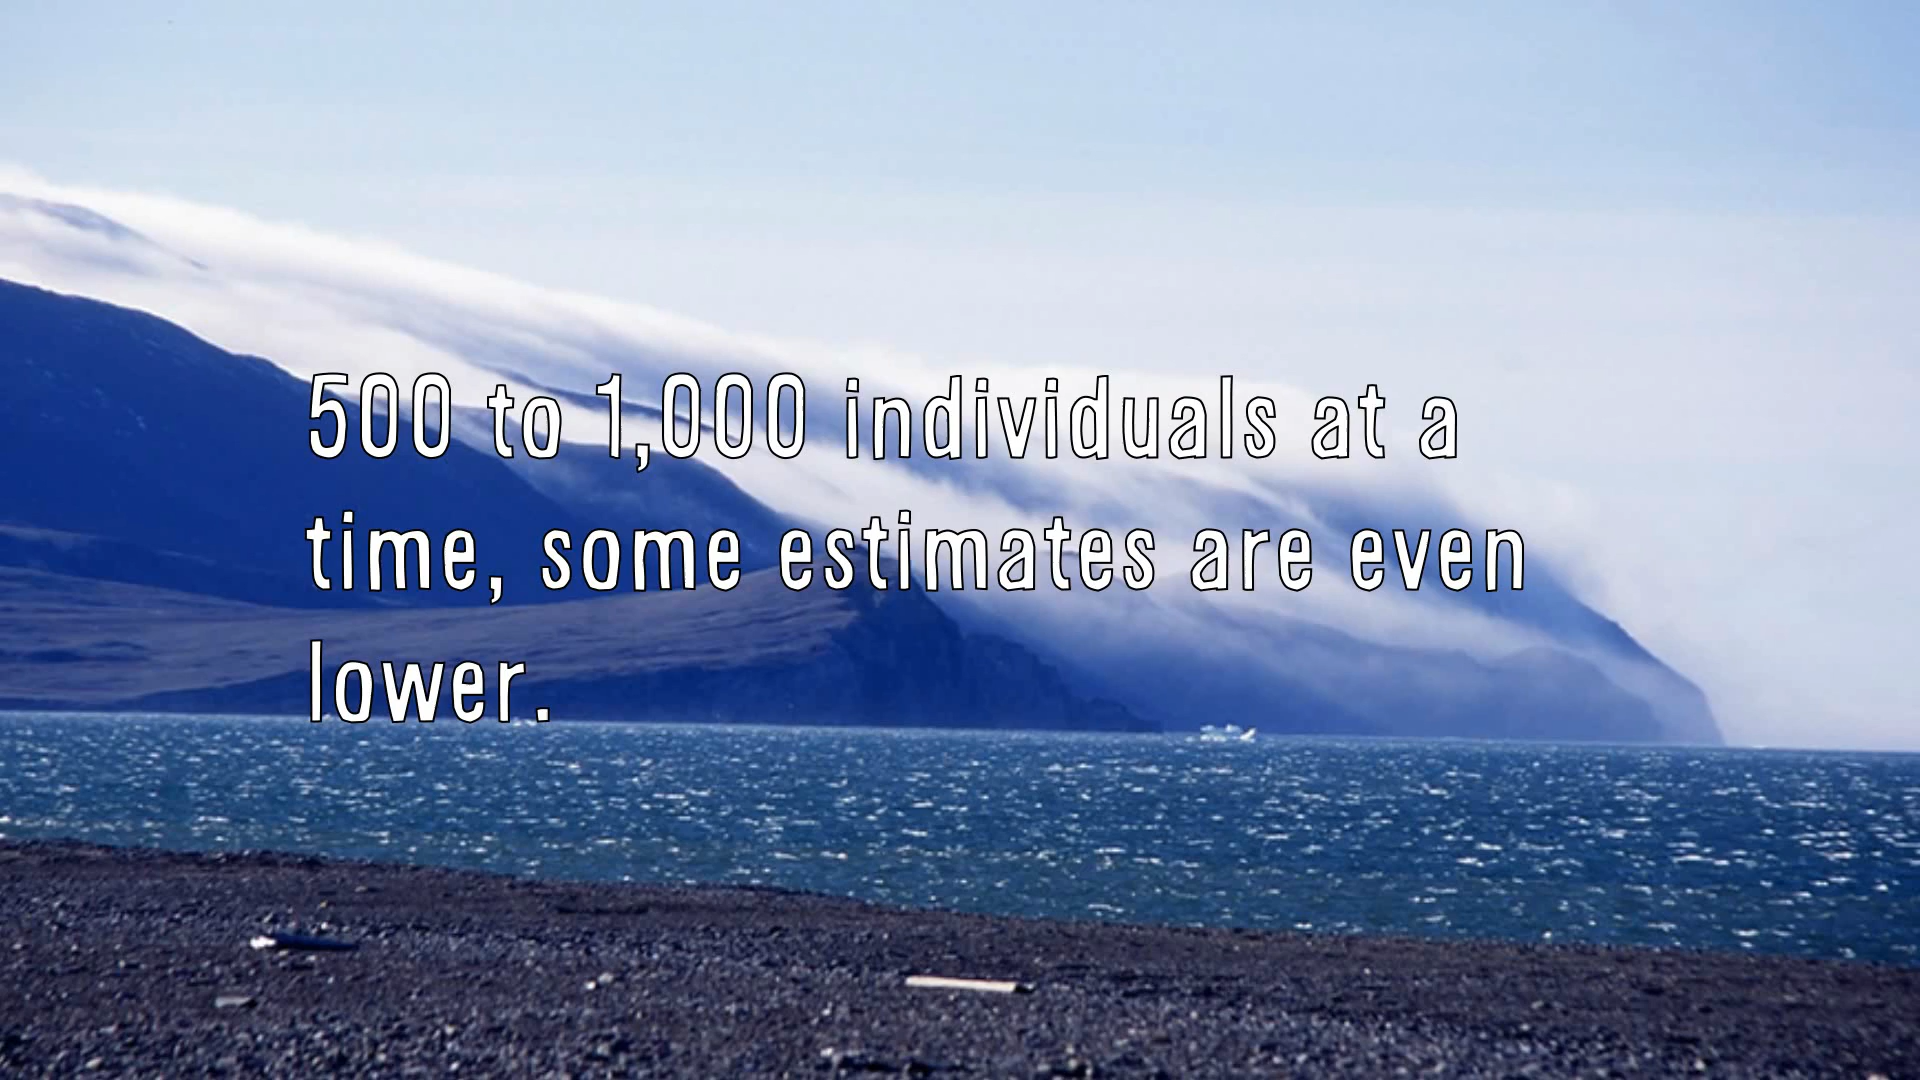 500 to 1,000 individuals at a
time, some estimates are even
lower.